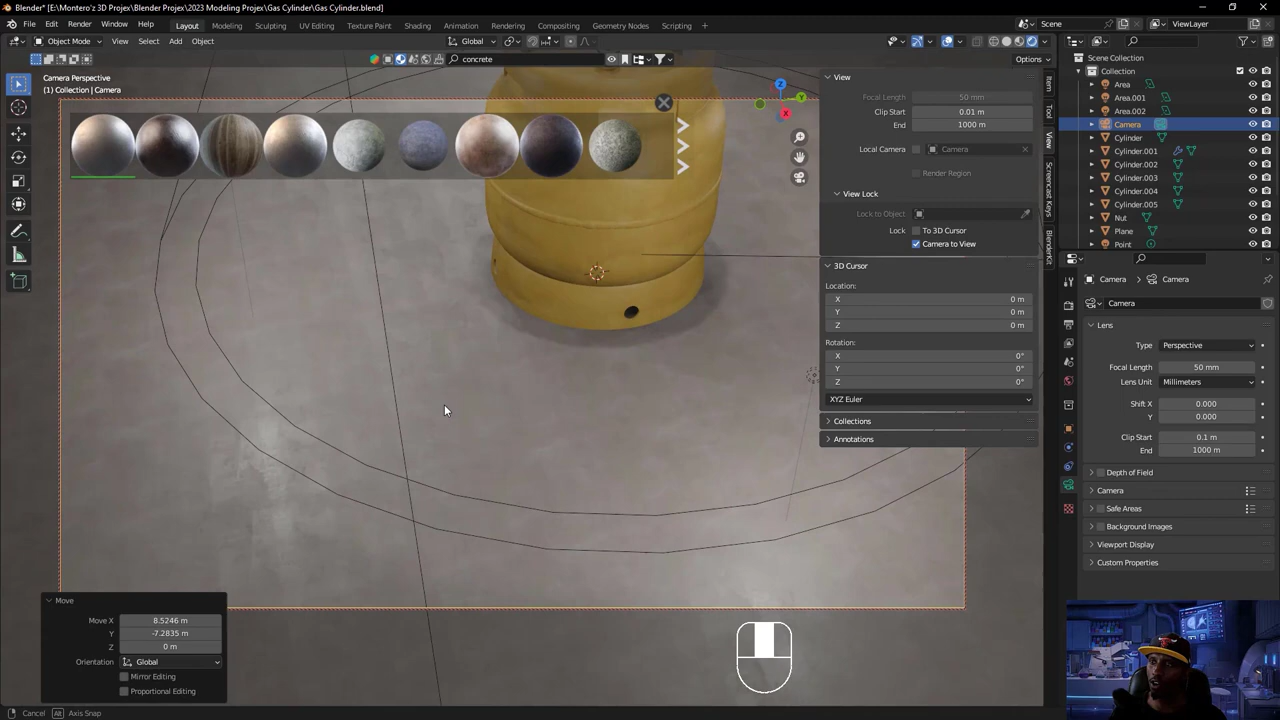 Blender* [E:\Montero'z 3D Projex\Blender Projex\2023 Modeling Projex\Gas Cylinder\Gas Cylinder.blend]
File Edit Render Window Help Layout Modeling Sculpting UV Editing Texture Paint Shading Animation Rendering Compositing Geometry Nodes Scripting Scene ViewLayer
Object Mode View Select Add Object Global
concrete Options
Camera Perspective
(1) Collection | Camera
View
Focal Length 50 mm
Clip Start 0.01 m
End 1000 m
Local Camera Camera
Render Region
View Lock
Lock to Object
Lock To 3D Cursor
Camera to View
3D Cursor
Location:
X 0 m
Y 0 m
Z 0 m
Rotation:
X 0°
Y 0°
Z 0°
XYZ Euler
Collections
Annotations
Item
Tool
View
Screencast Keys
BlenderKit
Scene Collection
Collection
Area
Area.001
Area.002
Camera
Cylinder
Cylinder.001
Cylinder.002
Cylinder.003
Cylinder.004
Cylinder.005
Nut
Plane
Point
Camera Camera
Camera
Lens
Type Perspective
Focal Length 50 mm
Lens Unit Millimeters
Shift X 0.000
Y 0.000
Clip Start 0.1 m
End 1000 m
Depth of Field
Camera
Safe Areas
Background Images
Viewport Display
Custom Properties
Move
Move X 8.5246 m
Y -7.2835 m
Z 0 m
Orientation Global
Mirror Editing
Proportional Editing
Cancel Alt Axis Snap